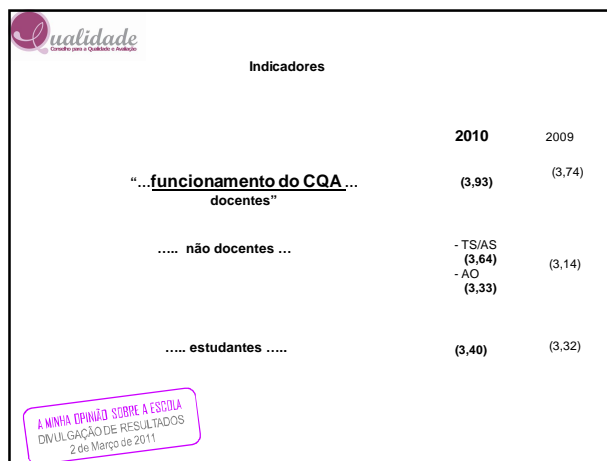 Qualidade
Conselho para a Qualidade e Avaliação
Indicadores
2010 2009
“…funcionamento do CQA … (3,93) (3,74)
docentes”
….. não docentes … - TS/AS
(3,64) (3,14)
- AO
(3,33)
….. estudantes ….. (3,40) (3,32)
A MINHA OPINIÃO SOBRE A ESCOLA
DIVULGAÇÃO DE RESULTADOS
2 de Março de 2011